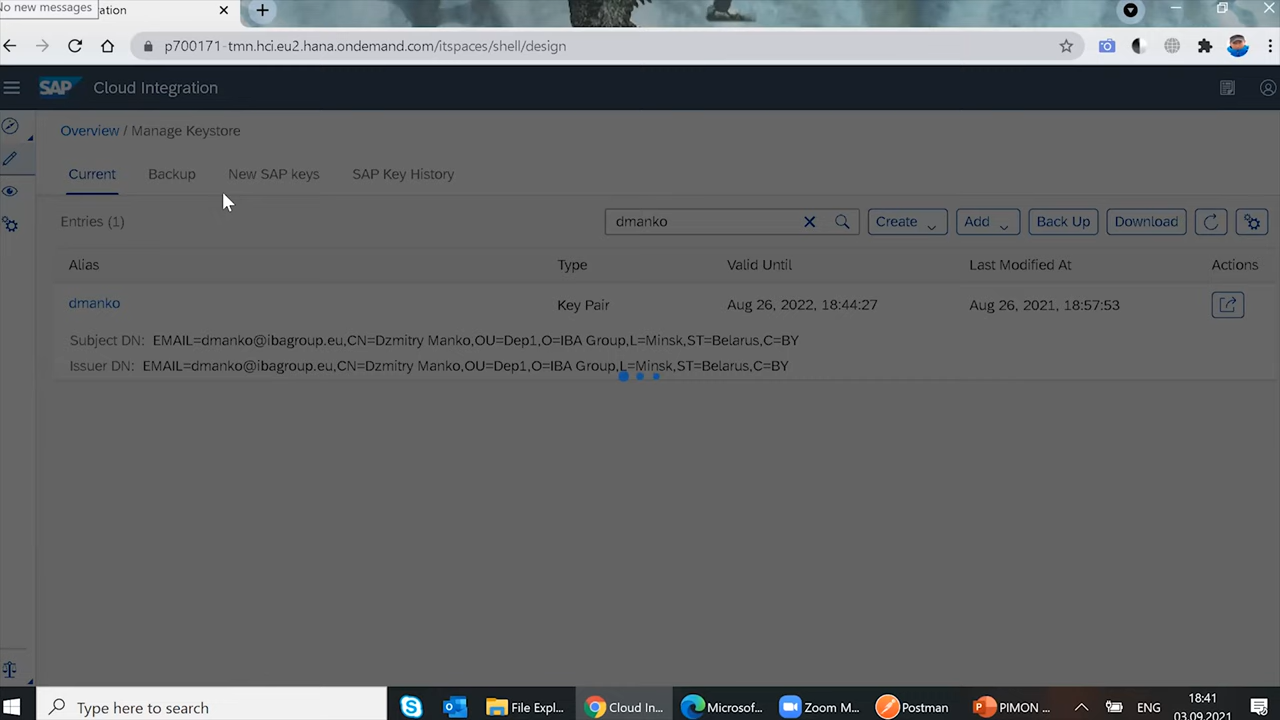 No new messages
ation
p700171-tmn.hci.eu2.hana.ondemand.com/itspaces/shell/design
SAP Cloud Integration
Overview / Manage Keystore
Current Backup New SAP keys SAP Key History
Entries (1) dmanko Create Add Back Up Download
Alias Type Valid Until Last Modified At Actions
dmanko Key Pair Aug 26, 2022, 18:44:27 Aug 26, 2021, 18:57:53
Subject DN: EMAIL=dmanko@ibagroup.eu,CN=Dzmitry Manko,OU=Dep1,O=IBA Group,L=Minsk,ST=Belarus,C=BY
Issuer DN: EMAIL=dmanko@ibagroup.eu,CN=Dzmitry Manko,OU=Dep1,O=IBA Group,L=Minsk,ST=Belarus,C=BY
Type here to search File Expl... Cloud In... Microsof... Zoom M... Postman PIMON ... ENG 18:41
03.09.2021